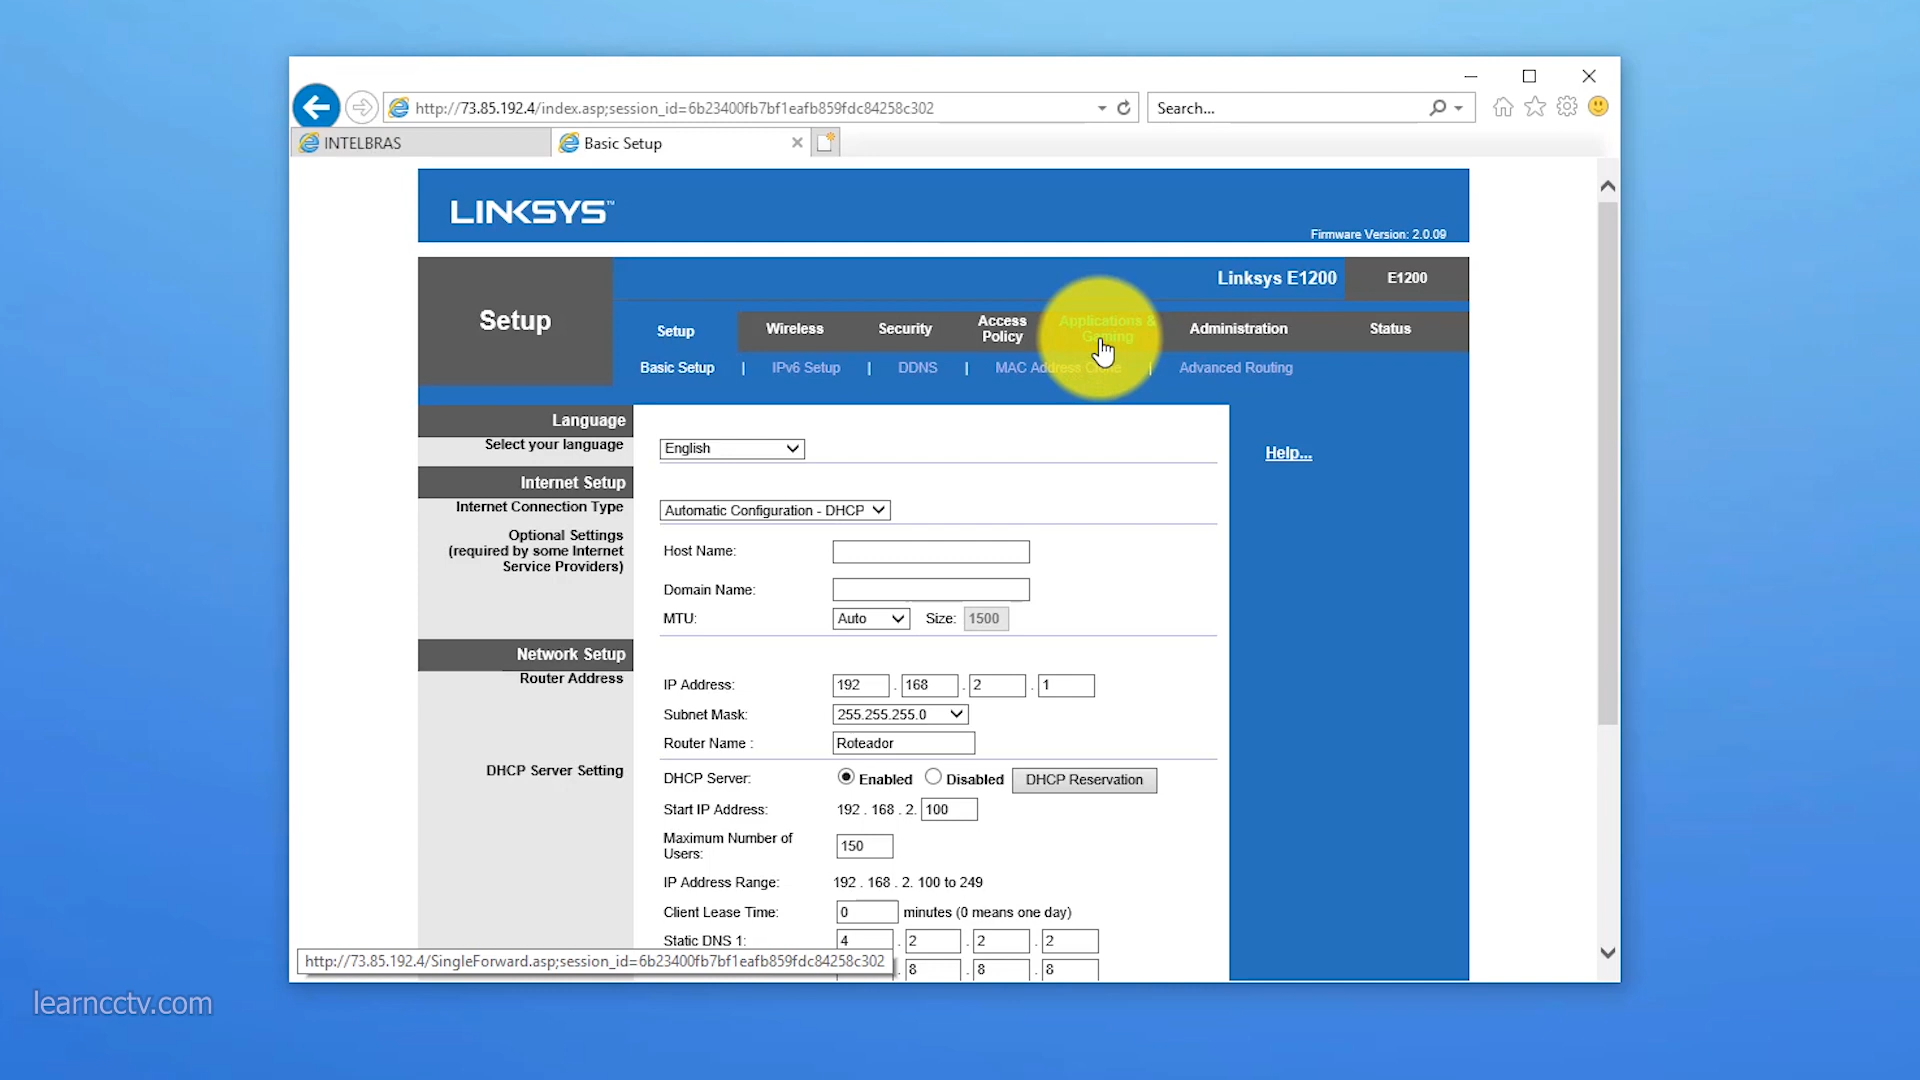 http://73.85.192.4/index.asp;session_id=6b23400fb7bf1eafb859fdc84258c302
Search...
INTELBRAS
Basic Setup
LINKSYS™
Firmware Version: 2.0.09
Linksys E1200
E1200
Setup
Setup
Wireless
Security
Access
Policy
Applications &
Gaming
Administration
Status
Basic Setup | IPv6 Setup | DDNS | MAC Address Clone | Advanced Routing
Language
Select your language
English
Help...
Internet Setup
Internet Connection Type
Automatic Configuration - DHCP
Optional Settings
(required by some Internet
Service Providers)
Host Name:
Domain Name:
MTU: Auto Size: 1500
Network Setup
Router Address
IP Address: 192 . 168 . 2 . 1
Subnet Mask: 255.255.255.0
Router Name : Roteador
DHCP Server Setting
DHCP Server: Enabled Disabled DHCP Reservation
Start IP Address: 192 . 168 . 2. 100
Maximum Number of
Users: 150
IP Address Range: 192 . 168 . 2. 100 to 249
Client Lease Time: 0 minutes (0 means one day)
Static DNS 1: 4 . 2 . 2 . 2
8 . 8 . 8
http://73.85.192.4/SingleForward.asp;session_id=6b23400fb7bf1eafb859fdc84258c302
learncctv.com